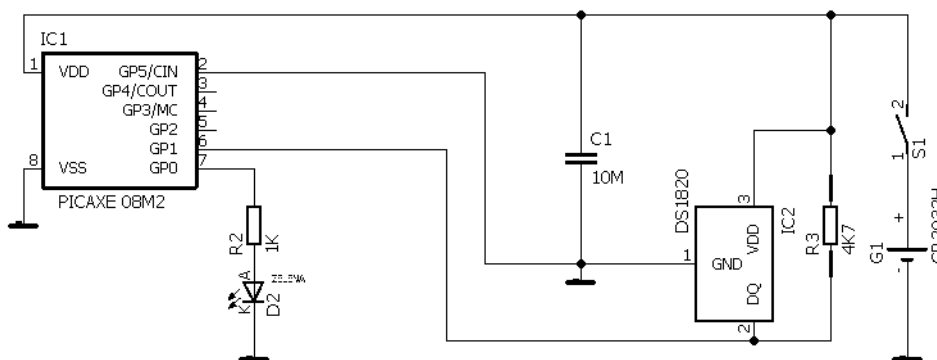 IC1
1
VDD
GP5/CIN
2
GP4/COUT
3
GP3/MC
4
GP2
5
GP1
6
8
VSS
GP0
7
PICAXE 08M2
R2
1K
A
K
D2
C1
10M
DS1820
3
VDD
IC2
1
GND
DQ
2
R3
4K7
2
1
S1
+
G1
-